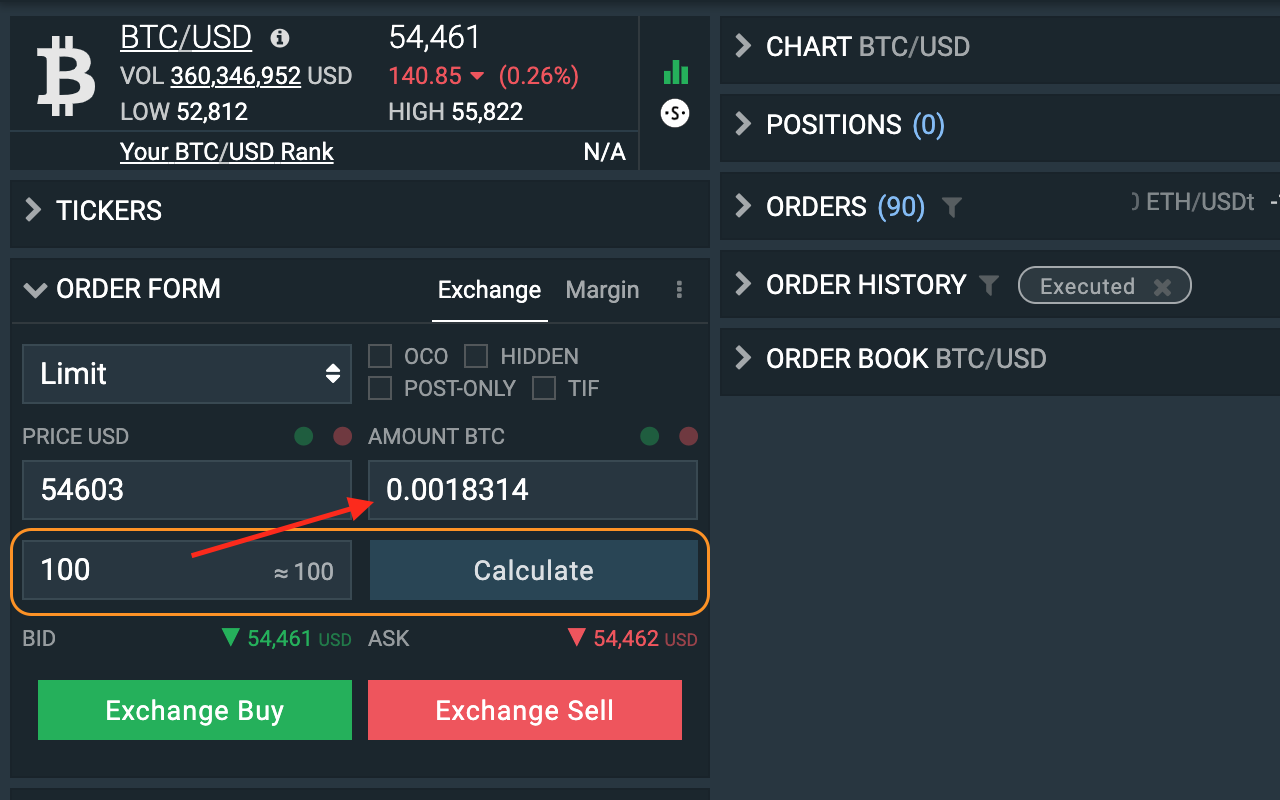 BTC/USD 54,461
VOL 360,346,952 USD 140.85 (0.26%)
LOW 52,812 HIGH 55,822
Your BTC/USD Rank N/A
TICKERS
ORDER FORM Exchange Margin
Limit
OCO HIDDEN
POST-ONLY TIF
PRICE USD AMOUNT BTC
54603 0.0018314
100 ≈ 100 Calculate
BID 54,461 USD ASK 54,462 USD
Exchange Buy Exchange Sell
CHART BTC/USD
POSITIONS (0)
ORDERS (90) ETH/USDt
ORDER HISTORY Executed
ORDER BOOK BTC/USD